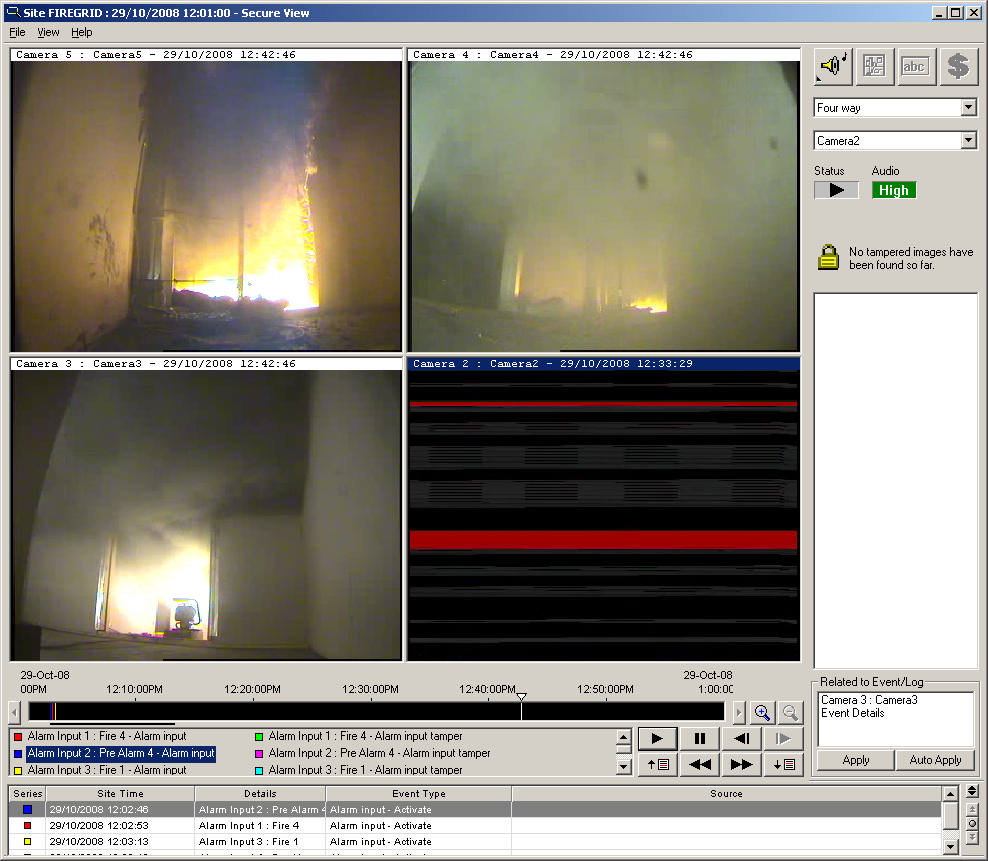 Site FIREGRID : 29/10/2008 12:01:00 - Secure View
File View Help
Camera 5 : Camera5 - 29/10/2008 12:42:46
Camera 4 : Camera4 - 29/10/2008 12:42:46
abc
$
Four way
Camera2
Status Audio
High
No tampered images have
been found so far.
Camera 3 : Camera3 - 29/10/2008 12:42:46
Camera 2 : Camera2 - 29/10/2008 12:33:29
29-Oct-08 29-Oct-08
00PM 12:10:00PM 12:20:00PM 12:30:00PM 12:40:00PM 12:50:00PM 1:00:00
Alarm Input 1 : Fire 4 - Alarm input
Alarm Input 1 : Fire 4 - Alarm input tamper
Alarm Input 2 : Pre Alarm 4 - Alarm input
Alarm Input 2 : Pre Alarm 4 - Alarm input tamper
Alarm Input 3 : Fire 1 - Alarm input
Alarm Input 3 : Fire 1 - Alarm input tamper
Related to Event/Log
Camera 3 : Camera3
Event Details
Apply Auto Apply
Series Site Time Details Event Type Source
29/10/2008 12:02:46 Alarm Input 2 : Pre Alarm 4 Alarm input - Activate
29/10/2008 12:02:53 Alarm Input 1 : Fire 4 Alarm input - Activate
29/10/2008 12:03:13 Alarm Input 3 : Fire 1 Alarm input - Activate